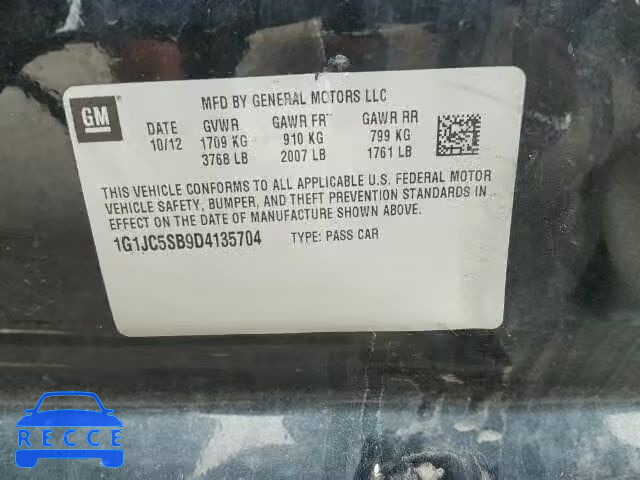 GM
MFD BY GENERAL MOTORS LLC
DATE GVWR GAWR FR GAWR RR
10/12 1709 KG 910 KG 799 KG
3768 LB 2007 LB 1761 LB
THIS VEHICLE CONFORMS TO ALL APPLICABLE U.S. FEDERAL MOTOR
VEHICLE SAFETY, BUMPER, AND THEFT PREVENTION STANDARDS IN
EFFECT ON THE DATE OF MANUFACTURE SHOWN ABOVE.
1G1JC5SB9D4135704 TYPE: PASS CAR
RECCE